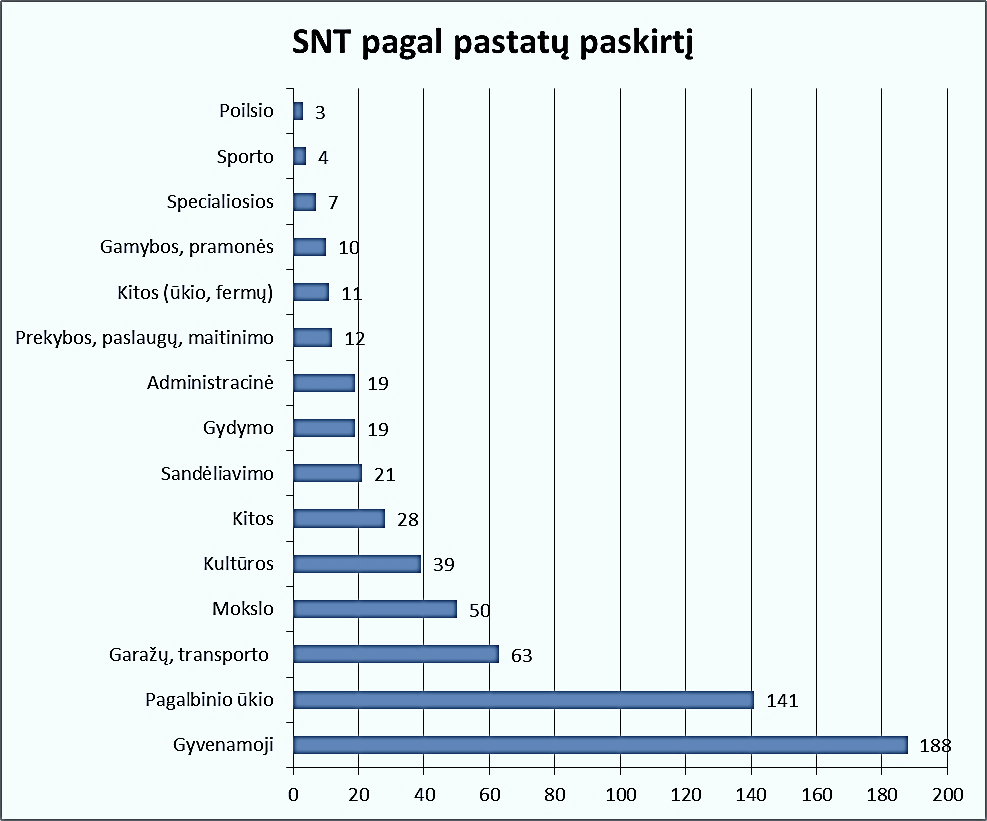 SNT pagal pastatų paskirtį
Poilsio 3
Sporto 4
Specialiosios 7
Gamybos, pramonės 10
Kitos (ūkio, fermų) 11
Prekybos, paslaugų, maitinimo 12
Administracinė 19
Gydymo 19
Sandėliavimo 21
Kitos 28
Kultūros 39
Mokslo 50
Garažų, transporto 63
Pagalbinio ūkio 141
Gyvenamoji 188
0 20 40 60 80 100 120 140 160 180 200